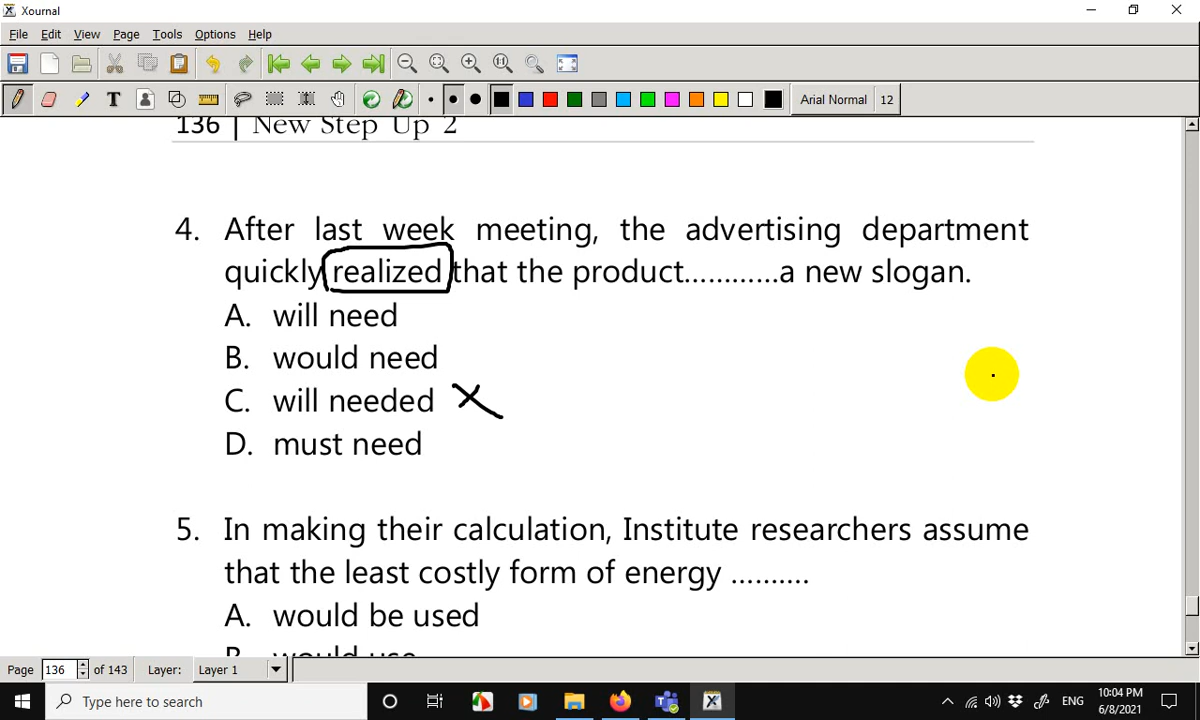 Xournal
File Edit View Page Tools Options Help
Arial Normal 12
136 | New Step Up 2
4. After last week meeting, the advertising department
quickly realized that the product............a new slogan.
A. will need
B. would need
C. will needed
D. must need
5. In making their calculation, Institute researchers assume
that the least costly form of energy ..........
A. would be used
B. would use
Page 136 of 143 Layer: Layer 1
Type here to search
ENG
10:04 PM
6/8/2021